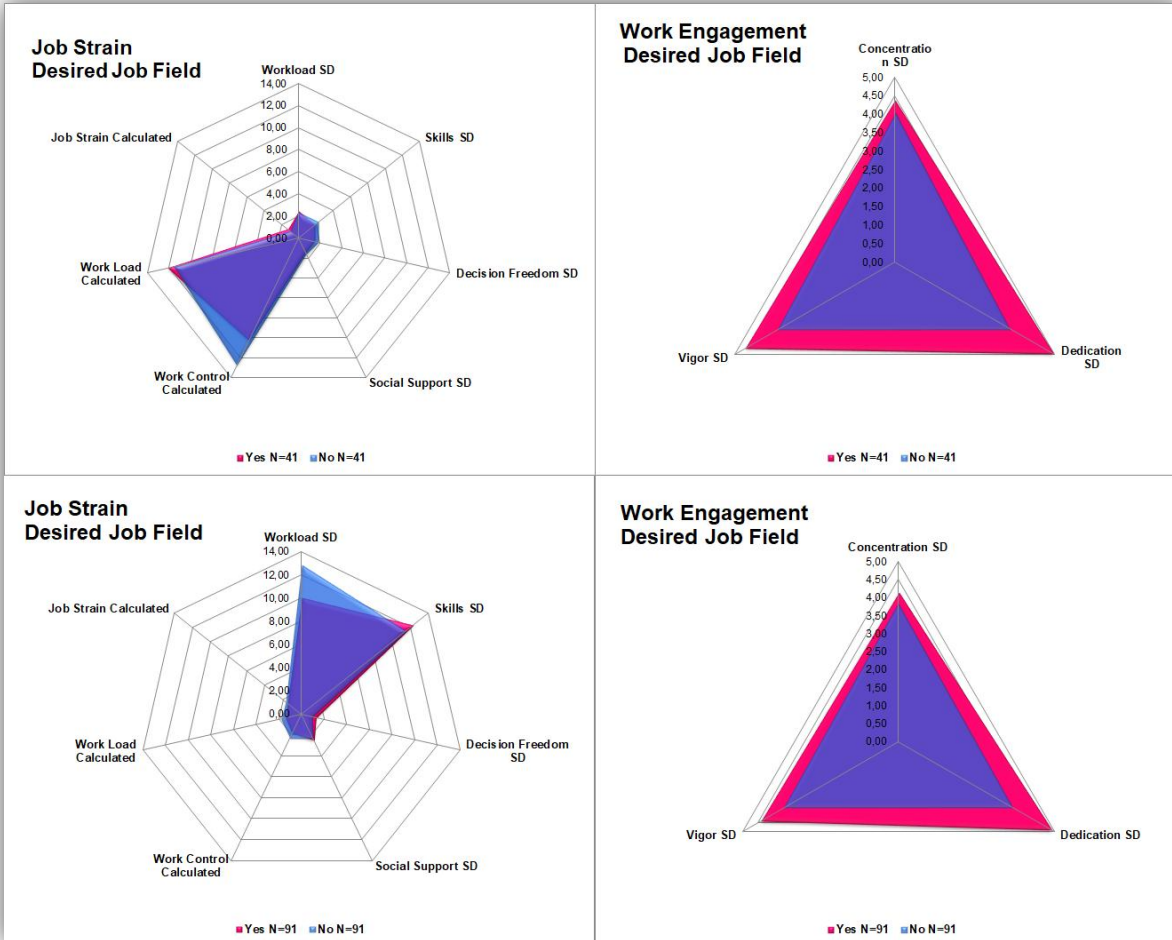 Job Strain
Desired Job Field
Workload SD
14,00
12,00
10,00
8,00
6,00
4,00
2,00
0,00
Skills SD
Decision Freedom SD
Social Support SD
Work Control
Calculated
Work Load
Calculated
Job Strain Calculated
Yes N=41 No N=41
Work Engagement
Desired Job Field
Concentratio
n SD
5,00
4,50
4,00
3,50
3,00
2,50
2,00
1,50
1,00
0,50
0,00
Dedication
SD
Vigor SD
Yes N=41 No N=41
Job Strain
Desired Job Field
Workload SD
14,00
12,00
10,00
8,00
6,00
4,00
2,00
0,00
Skills SD
Decision Freedom
SD
Social Support SD
Work Control
Calculated
Work Load
Calculated
Job Strain Calculated
Yes N=91 No N=91
Work Engagement
Desired Job Field
Concentration SD
5,00
4,50
4,00
3,50
3,00
2,50
2,00
1,50
1,00
0,50
0,00
Dedication SD
Vigor SD
Yes N=91 No N=91